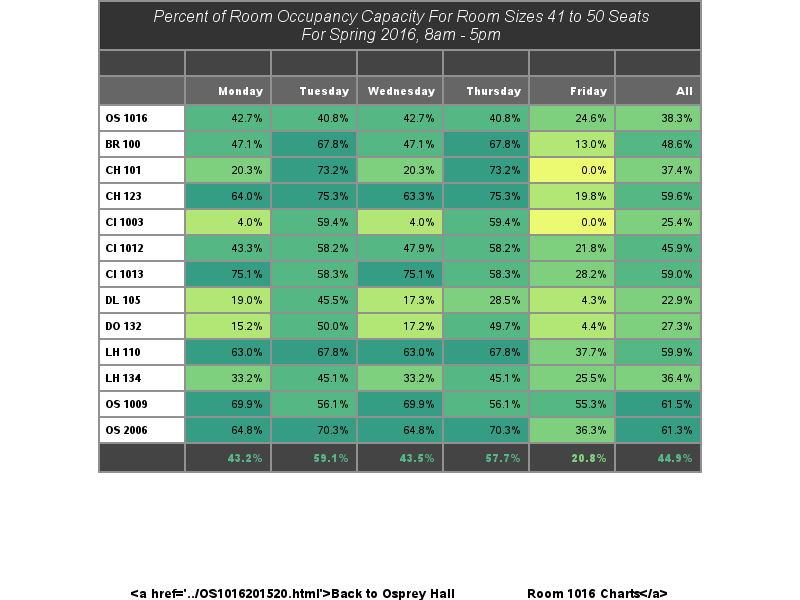 Percent of Room Occupancy Capacity For Room Sizes 41 to 50 Seats
For Spring 2016, 8am - 5pm
Monday Tuesday Wednesday Thursday Friday All
OS 1016 42.7% 40.8% 42.7% 40.8% 24.6% 38.3%
BR 100 47.1% 67.8% 47.1% 67.8% 13.0% 48.6%
CH 101 20.3% 73.2% 20.3% 73.2% 0.0% 37.4%
CH 123 64.0% 75.3% 63.3% 75.3% 19.8% 59.6%
CI 1003 4.0% 59.4% 4.0% 59.4% 0.0% 25.4%
CI 1012 43.3% 58.2% 47.9% 58.2% 21.8% 45.9%
CI 1013 75.1% 58.3% 75.1% 58.3% 28.2% 59.0%
DL 105 19.0% 45.5% 17.3% 28.5% 4.3% 22.9%
DO 132 15.2% 50.0% 17.2% 49.7% 4.4% 27.3%
LH 110 63.0% 67.8% 63.0% 67.8% 37.7% 59.9%
LH 134 33.2% 45.1% 33.2% 45.1% 25.5% 36.4%
OS 1009 69.9% 56.1% 69.9% 56.1% 55.3% 61.5%
OS 2006 64.8% 70.3% 64.8% 70.3% 36.3% 61.3%
43.2% 59.1% 43.5% 57.7% 20.8% 44.9%
<a href='../OS1016201520.html'>Back to Osprey Hall Room 1016 Charts</a>